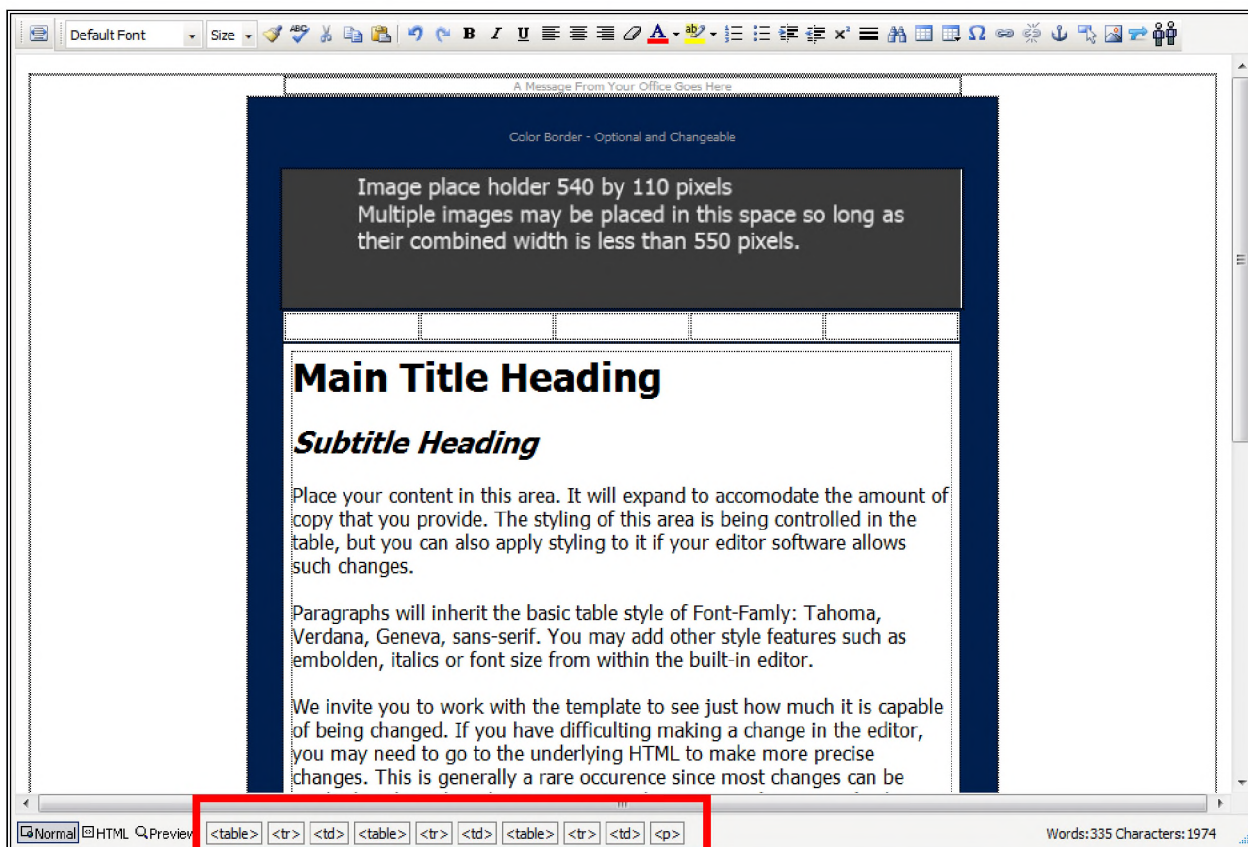 Default Font Size ABC B I U A ab x² Ω
A Message From Your Office Goes Here
Color Border - Optional and Changeable
Image place holder 540 by 110 pixels
Multiple images may be placed in this space so long as
their combined width is less than 550 pixels.
Main Title Heading
Subtitle Heading
Place your content in this area. It will expand to accomodate the amount of
copy that you provide. The styling of this area is being controlled in the
table, but you can also apply styling to it if your editor software allows
such changes.
Paragraphs will inherit the basic table style of Font-Famly: Tahoma,
Verdana, Geneva, sans-serif. You may add other style features such as
embolden, italics or font size from within the built-in editor.
We invite you to work with the template to see just how much it is capable
of being changed. If you have difficulting making a change in the editor,
you may need to go to the underlying HTML to make more precise
changes. This is generally a rare occurence since most changes can be
Normal HTML Preview <table> <tr> <td> <table> <tr> <td> <table> <tr> <td> <p> Words:335 Characters:1974